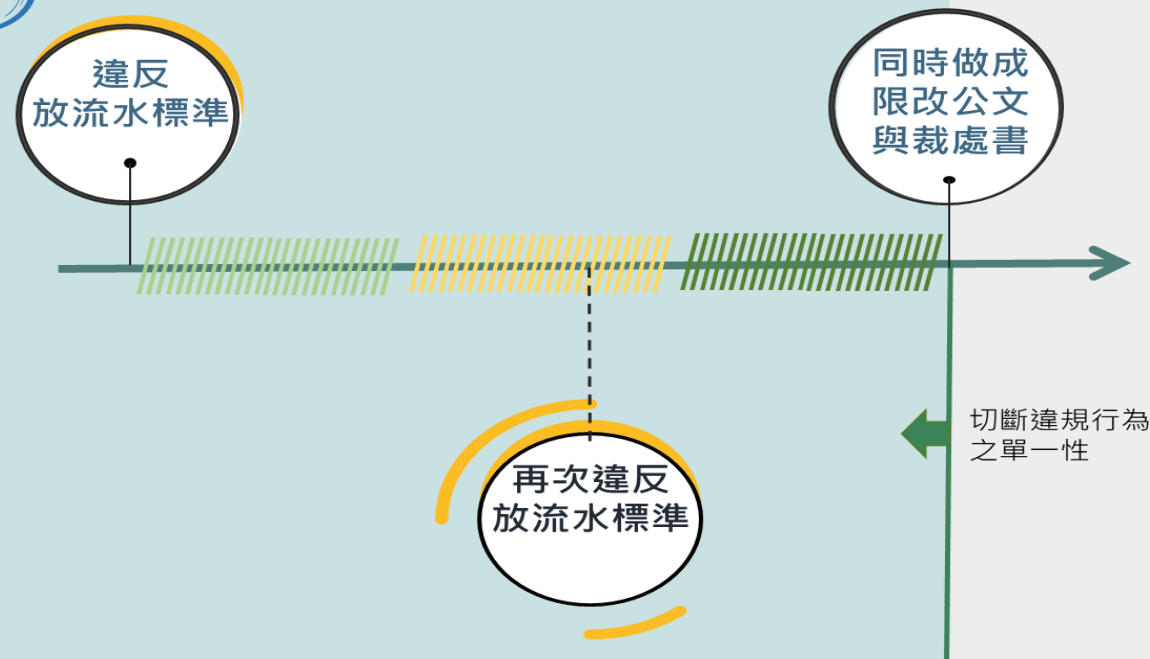 違反
放流水標準
同時做成
限改公文
與裁處書
切斷違規行為
之單一性
再次違反
放流水標準